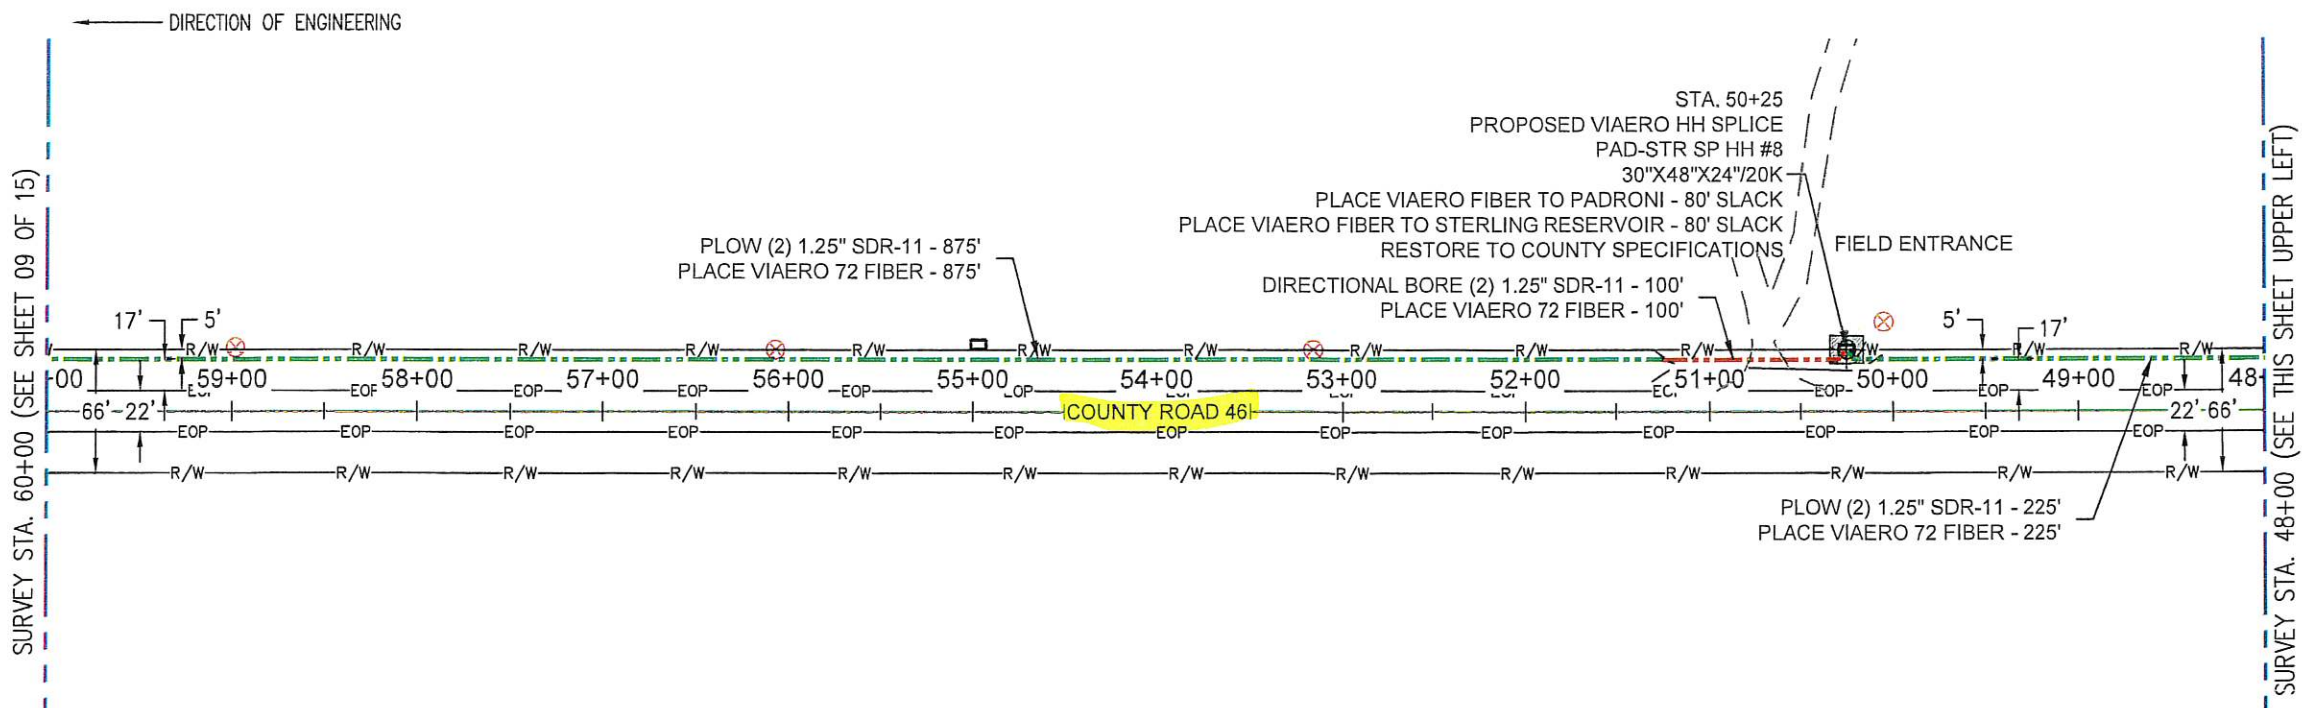 DIRECTION OF ENGINEERING
SURVEY STA. 60+00 (SEE SHEET 09 OF 15)
STA. 50+25
PROPOSED VIAERO HH SPLICE
PAD-STR SP HH #8
30"X48"X24"/20K
PLACE VIAERO FIBER TO PADRONI - 80' SLACK
PLACE VIAERO FIBER TO STERLING RESERVOIR - 80' SLACK
RESTORE TO COUNTY SPECIFICATIONS
FIELD ENTRANCE
PLOW (2) 1.25" SDR-11 - 875'
PLACE VIAERO 72 FIBER - 875'
DIRECTIONAL BORE (2) 1.25" SDR-11 - 100'
PLACE VIAERO 72 FIBER - 100'
17' 5' 5' 17'
R/W R/W R/W R/W R/W R/W R/W R/W R/W R/W R/W R/W
-00 59+00 58+00 57+00 56+00 55+00 54+00 53+00 52+00 51+00 50+00 49+00 48-
EOP EOP EOP EOP EOP EOP EOP EOP
66' 22' COUNTY ROAD 46 22' 66'
EOP EOP EOP EOP EOP EOP EOP EOP EOP EOP EOP EOP EOP
R/W R/W R/W R/W R/W R/W R/W R/W R/W R/W R/W R/W R/W
PLOW (2) 1.25" SDR-11 - 225'
PLACE VIAERO 72 FIBER - 225'
SURVEY STA. 48+00 (SEE THIS SHEET UPPER LEFT)